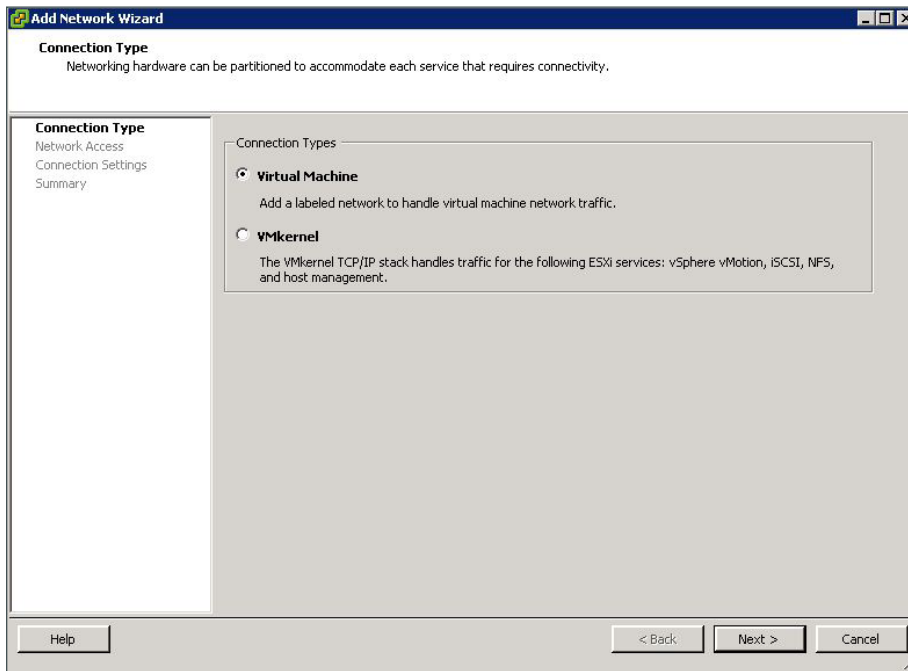 Add Network Wizard
Connection Type
Networking hardware can be partitioned to accommodate each service that requires connectivity.
Connection Type
Network Access
Connection Settings
Summary
Connection Types
Virtual Machine
Add a labeled network to handle virtual machine network traffic.
VMkernel
The VMkernel TCP/IP stack handles traffic for the following ESXi services: vSphere vMotion, iSCSI, NFS,
and host management.
Help
< Back
Next >
Cancel